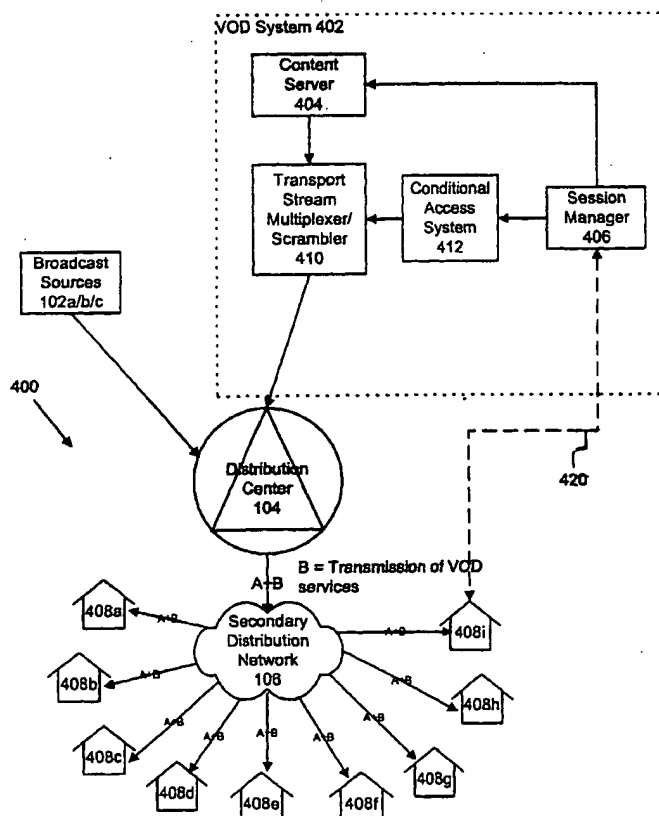 VOD System 402
Content
Server
404
Transport
Stream
Multiplexer/
Scrambler
410
Conditional
Access
System
412
Session
Manager
406
Broadcast
Sources
102a/b/c
400
Distribution
Center
104
420
B = Transmission of VOD
services
A+B
Secondary
Distribution
Network
108
408a
A+B
408b
A+B
408c
A+B
408d
A+B
408e
A+B
408f
A+B
408g
A+B
408h
A+B
408i
A+B